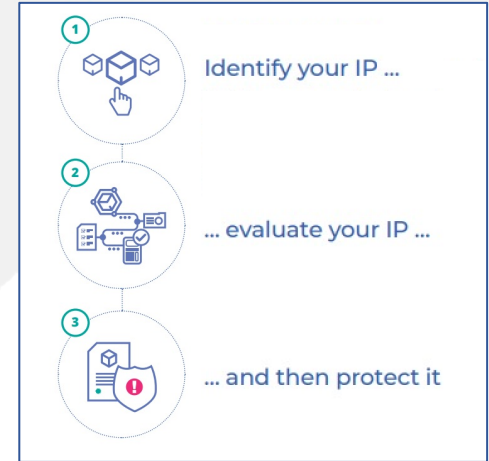 1
Identify your IP ...
2
... evaluate your IP ...
3
... and then protect it